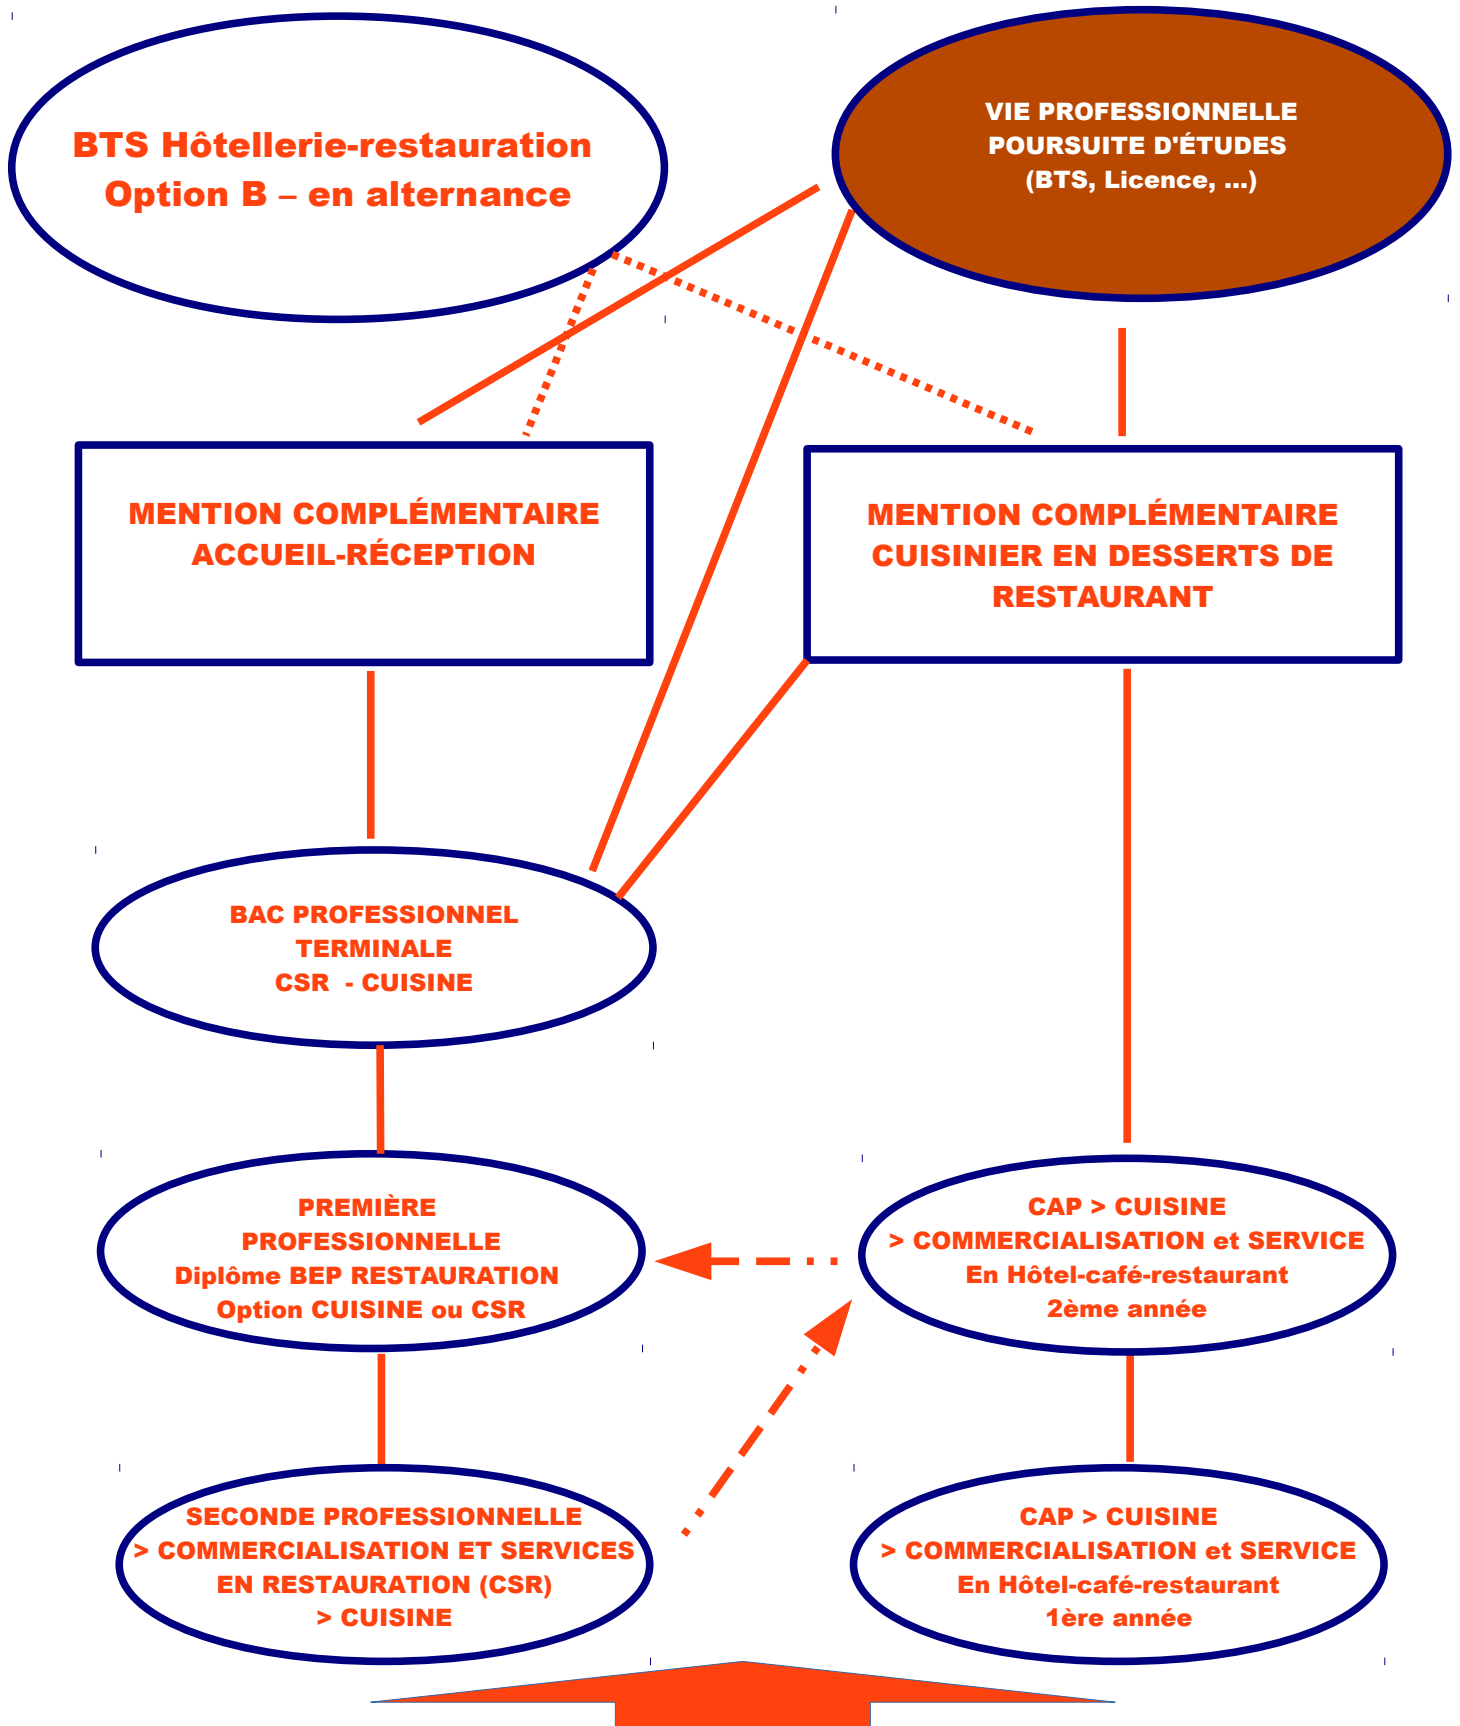 BTS Hôtellerie-restauration
Option B – en alternance
VIE PROFESSIONNELLE
POURSUITE D'ÉTUDES
(BTS, Licence, ...)
MENTION COMPLÉMENTAIRE
ACCUEIL-RÉCEPTION
MENTION COMPLÉMENTAIRE
CUISINIER EN DESSERTS DE
RESTAURANT
BAC PROFESSIONNEL
TERMINALE
CSR - CUISINE
PREMIÈRE
PROFESSIONNELLE
Diplôme BEP RESTAURATION
Option CUISINE ou CSR
CAP > CUISINE
> COMMERCIALISATION et SERVICE
En Hôtel-café-restaurant
2ème année
SECONDE PROFESSIONNELLE
> COMMERCIALISATION ET SERVICES
EN RESTAURATION (CSR)
> CUISINE
CAP > CUISINE
> COMMERCIALISATION et SERVICE
En Hôtel-café-restaurant
1ère année